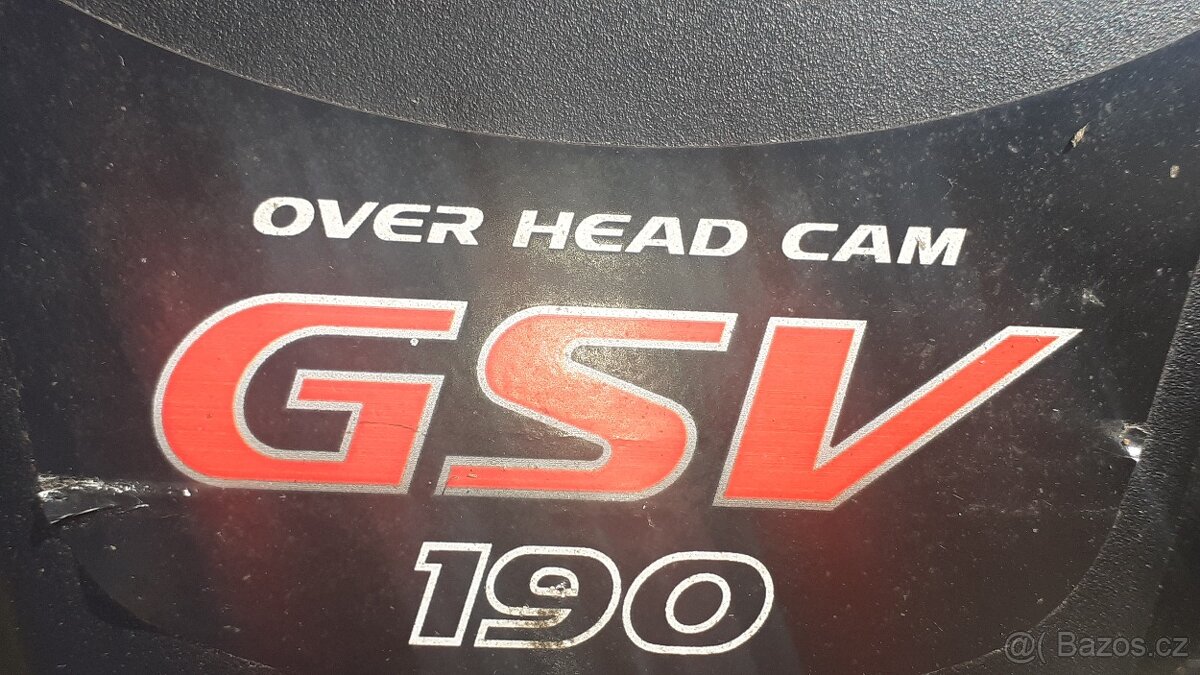 OVER HEAD CAM
GSV
190
@( Bazos.cz